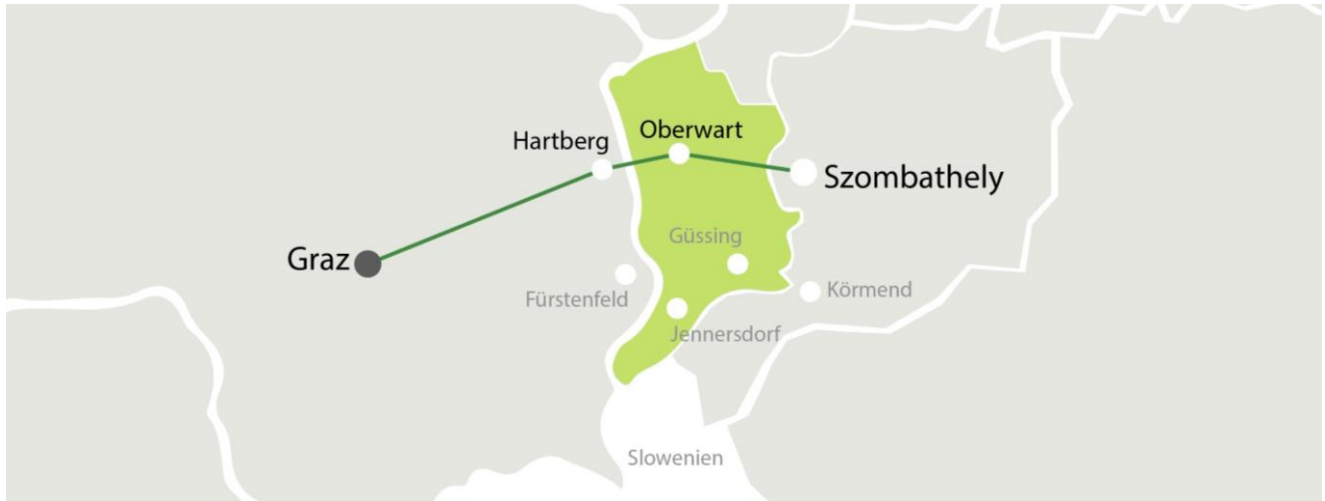 Oberwart
Hartberg
Szombathely
Güssing
Graz
Körmend
Fürstenfeld
Jennersdorf
Slowenien